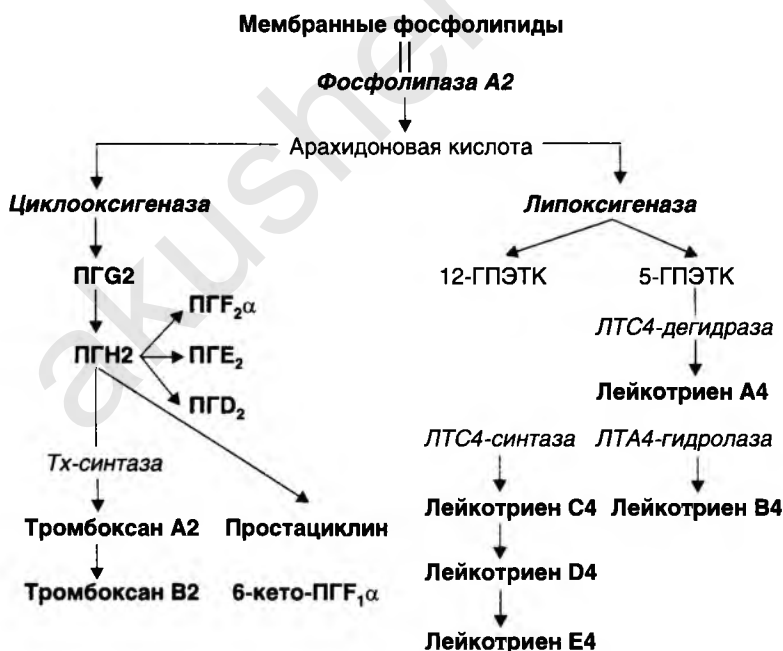 Мембранные фосфолипиды
Фосфолипаза А2
Арахидоновая кислота
Циклооксигеназа
Липоксигеназа
ПГG2
12-ГПЭТК
5-ГПЭТК
ПГF₂α
ЛТС4-дегидраза
ПГН2
ПГЕ₂
Лейкотриен А4
ПГD₂
ЛТС4-синтаза
ЛТА4-гидролаза
Тх-синтаза
Тромбоксан А2
Простациклин
Лейкотриен С4
Лейкотриен В4
Тромбоксан В2
6-кето-ПГF₁α
Лейкотриен D4
Лейкотриен Е4
akusher